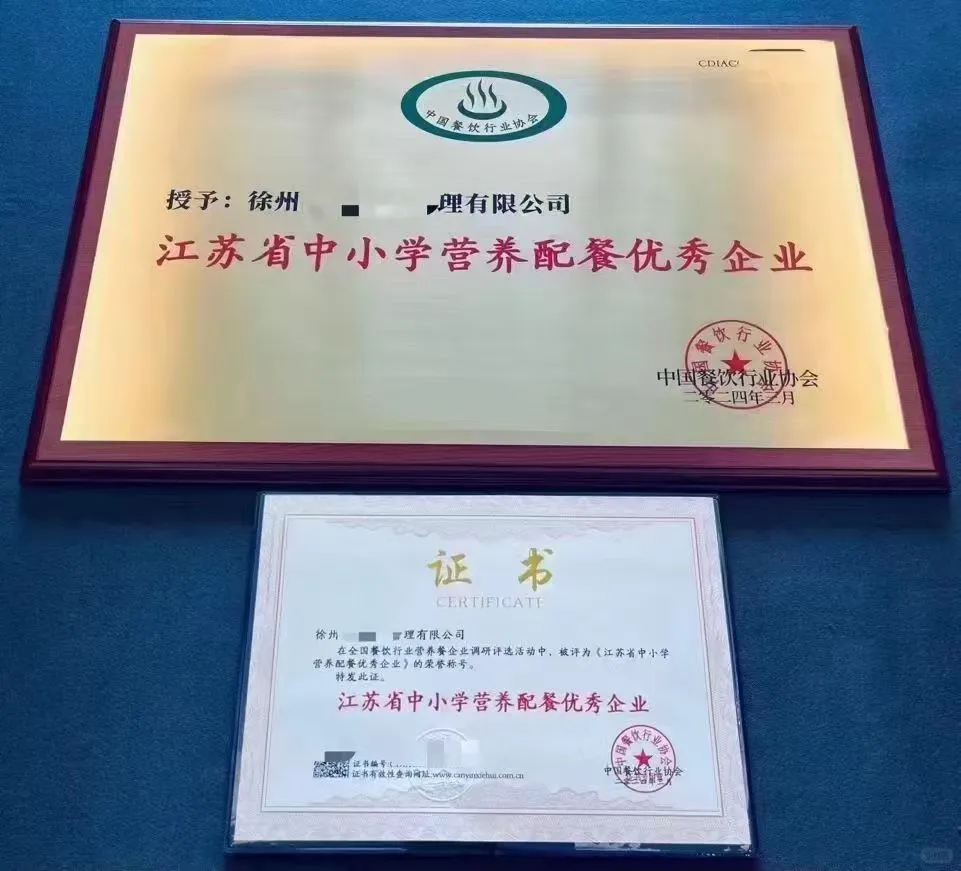 CDIAC
中国餐饮行业协会
授予：徐州 理有限公司
江苏省中小学营养配餐优秀企业
中国餐饮行业协会
中国餐饮行业协会
二零二四年三月
证书
CERTIFICATE
徐州 理有限公司
在全国餐饮行业营养餐企业调研评选活动中，被评为《江苏省中小学
营养配餐优秀企业》的荣誉称号。
特发此证。
江苏省中小学营养配餐优秀企业
证书编号:
证书有效性查询网址:www.canyinxiehui.com.cn
中国餐饮行业协会
中国餐饮行业协会
二零二四年三月